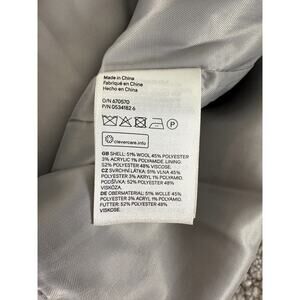 Made in China
Fabriqué en Chine
Hecho en China
O/N 670570
P/N 0534182 6
P
clevercare.info
GB SHELL: 51% WOOL 45% POLYESTER
3% ACRYLIC 1% POLYAMIDE. LINING:
52% POLYESTER 48% VISCOSE.
CZ SVRCHNÍ LÁTKA: 51% VLNA 45%
POLYESTER 3% AKRYL 1% POLYAMID.
PODŠÍVKA: 52% POLYESTER 48%
VISKÓZA.
DE OBERMATERIAL: 51% WOLLE 45%
POLYESTER 3% ACRYL 1% POLYAMID.
FUTTER: 52% POLYESTER 48%
VISKOSE.